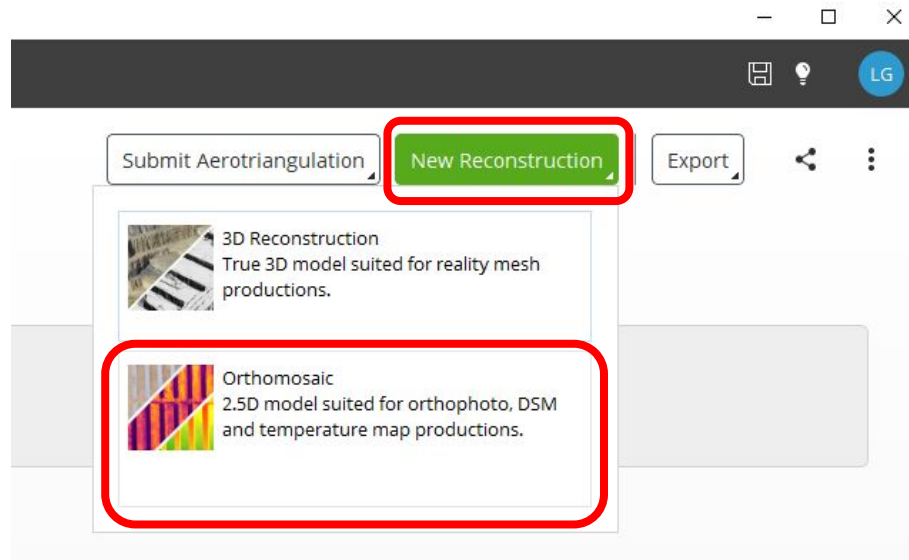 LG
Submit Aerotriangulation
New Reconstruction
Export
3D Reconstruction
True 3D model suited for reality mesh
productions.
Orthomosaic
2.5D model suited for orthophoto, DSM
and temperature map productions.